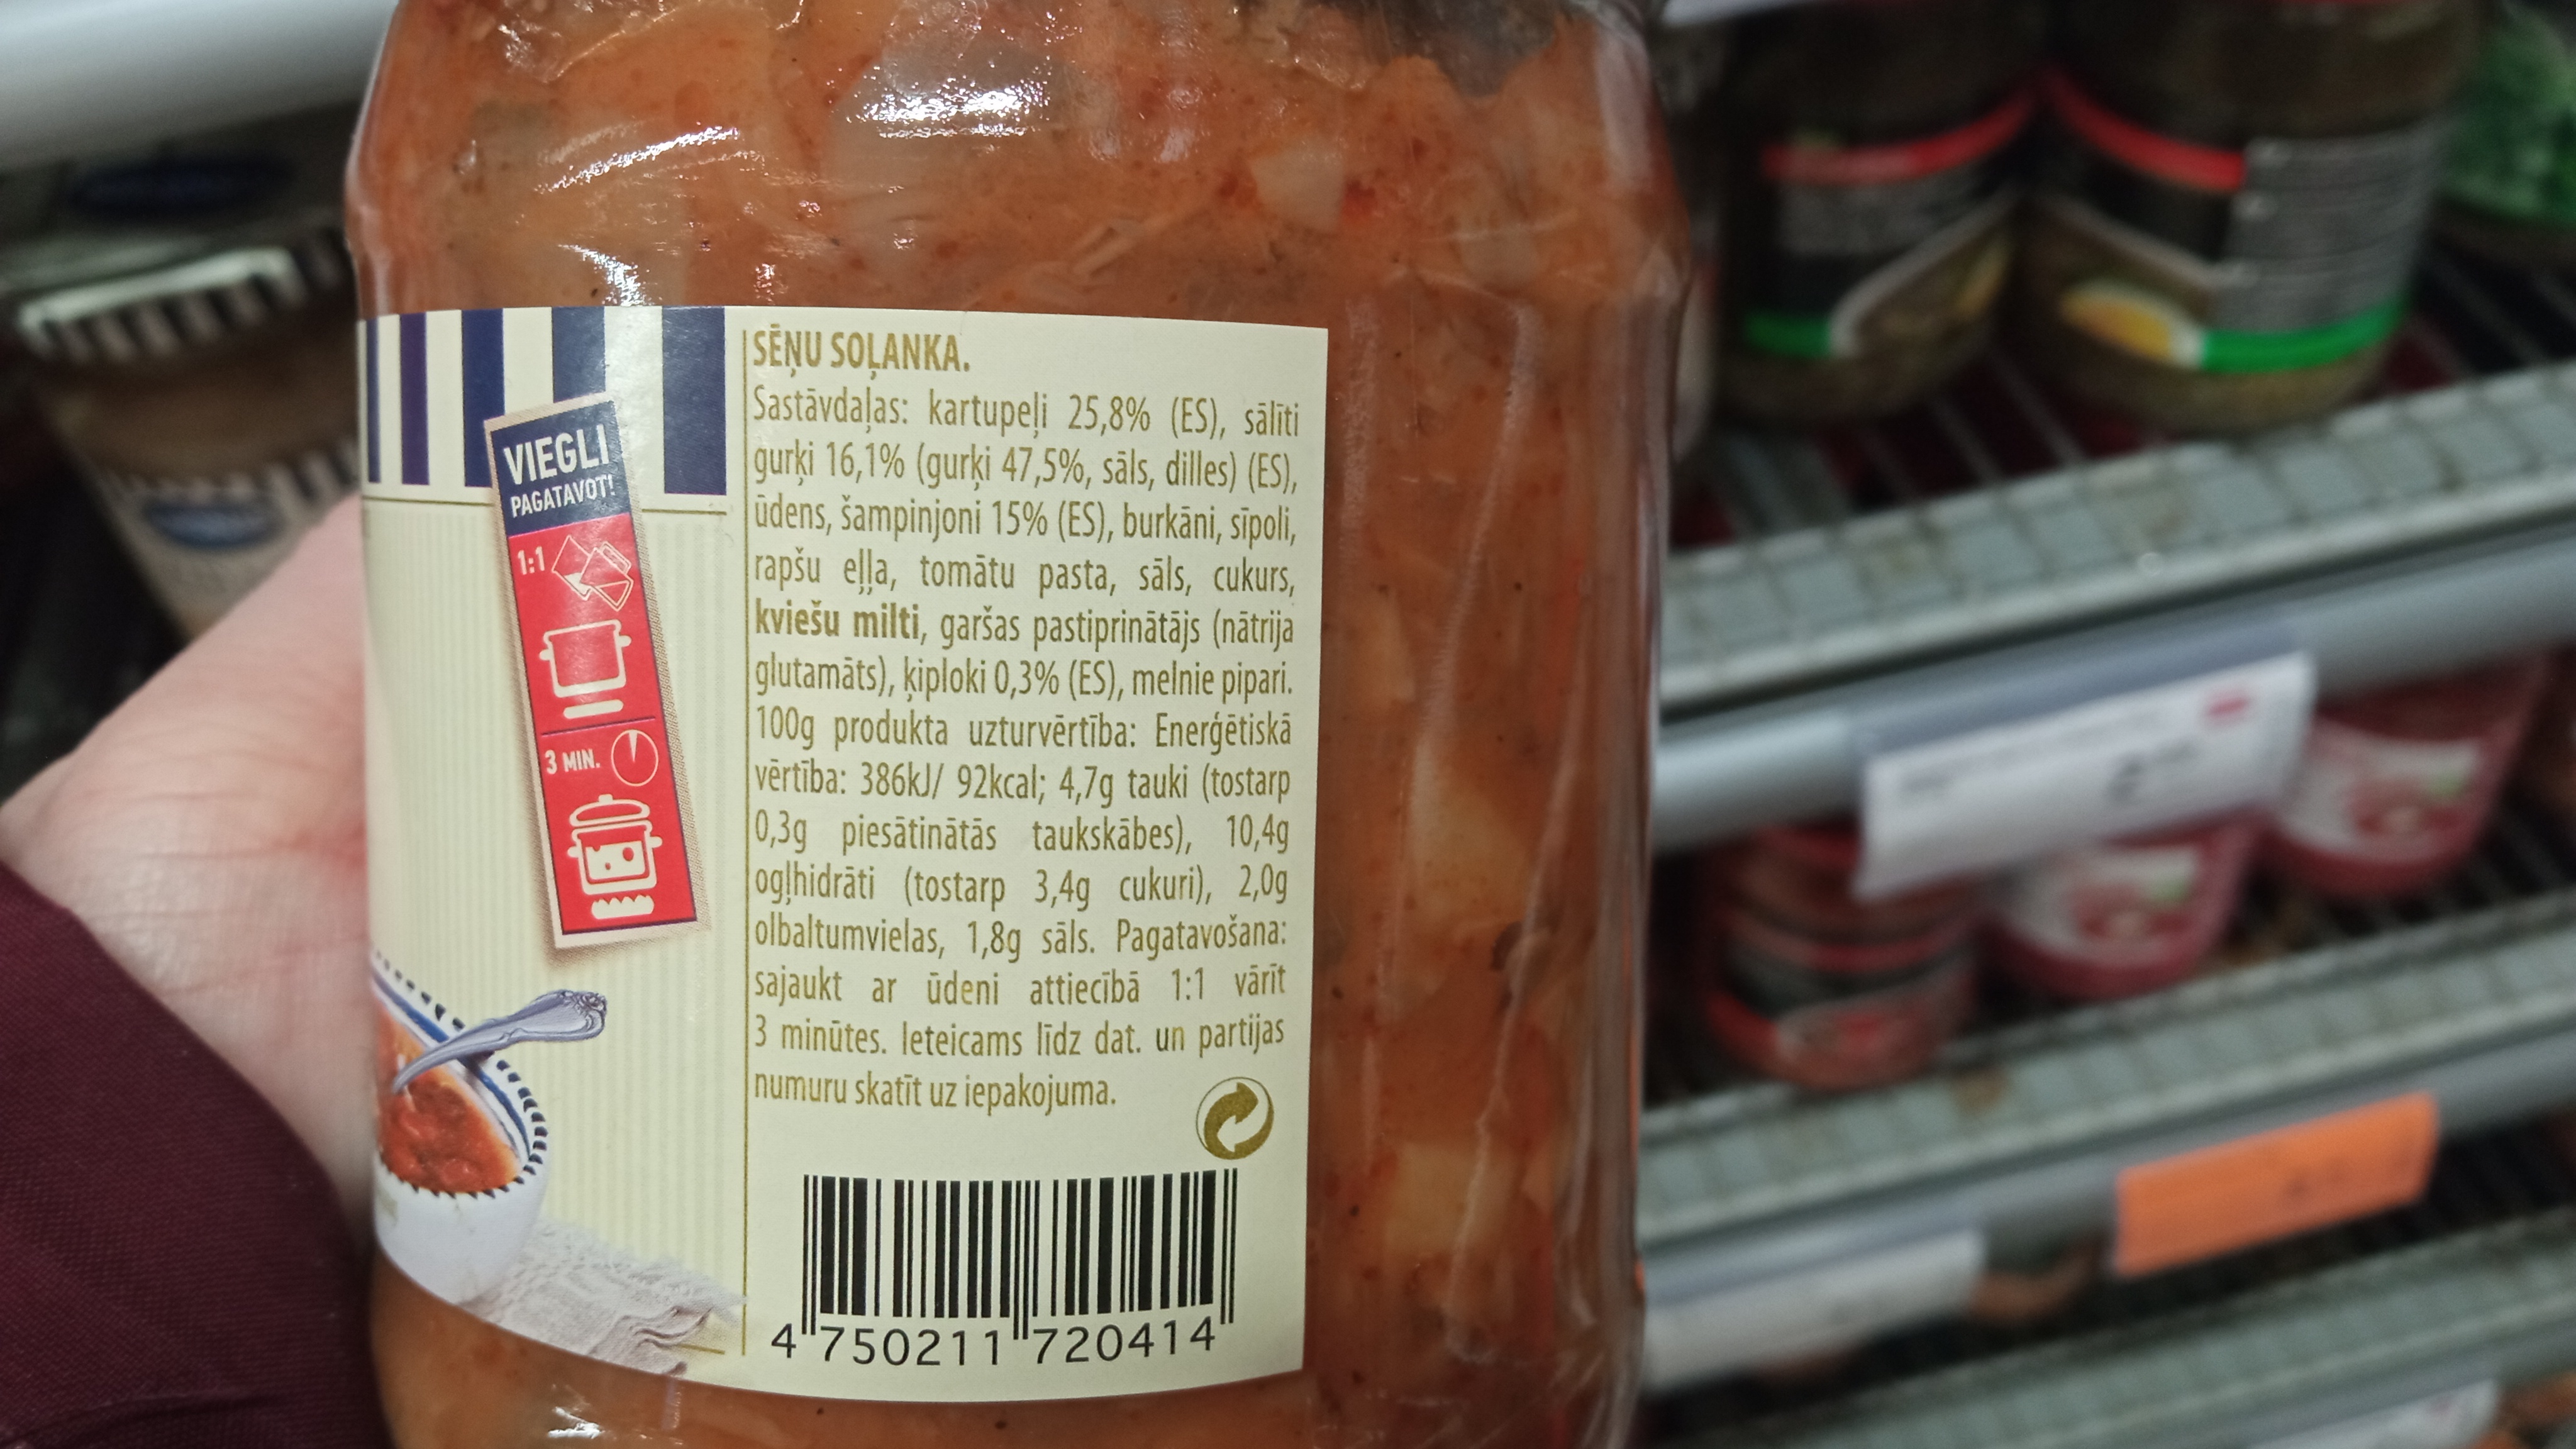 VIEGLI
PAGATAVOT!
1:1
3 MIN.
SĒŅU SOĻANKA.
Sastāvdaļas: kartupeļi 25,8% (ES), sālīti
gurķi 16,1% (gurķi 47,5%, sāls, dilles) (ES),
ūdens, šampinjoni 15% (ES), burkāni, sīpoli,
rapšu eļļa, tomātu pasta, sāls, cukurs,
kviešu milti, garšas pastiprinātājs (nātrija
glutamāts), ķiploki 0,3% (ES), melnie pipari.
100g produkta uzturvērtība: Enerģētiskā
vērtība: 386kJ/ 92kcal; 4,7g tauki (tostarp
0,3g piesātinātās taukskābes), 10,4g
ogļhidrāti (tostarp 3,4g cukuri), 2,0g
olbaltumvielas, 1,8g sāls. Pagatavošana:
sajaukt ar ūdeni attiecībā 1:1 vārīt
3 minūtes. Ieteicams līdz dat. un partijas
numuru skatīt uz iepakojuma.
4 750211 720414